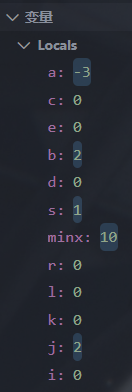 变量
Locals
a: -3
c: 0
e: 0
b: 2
d: 0
s: 1
minx: 10
r: 0
l: 0
k: 0
j: 2
i: 0